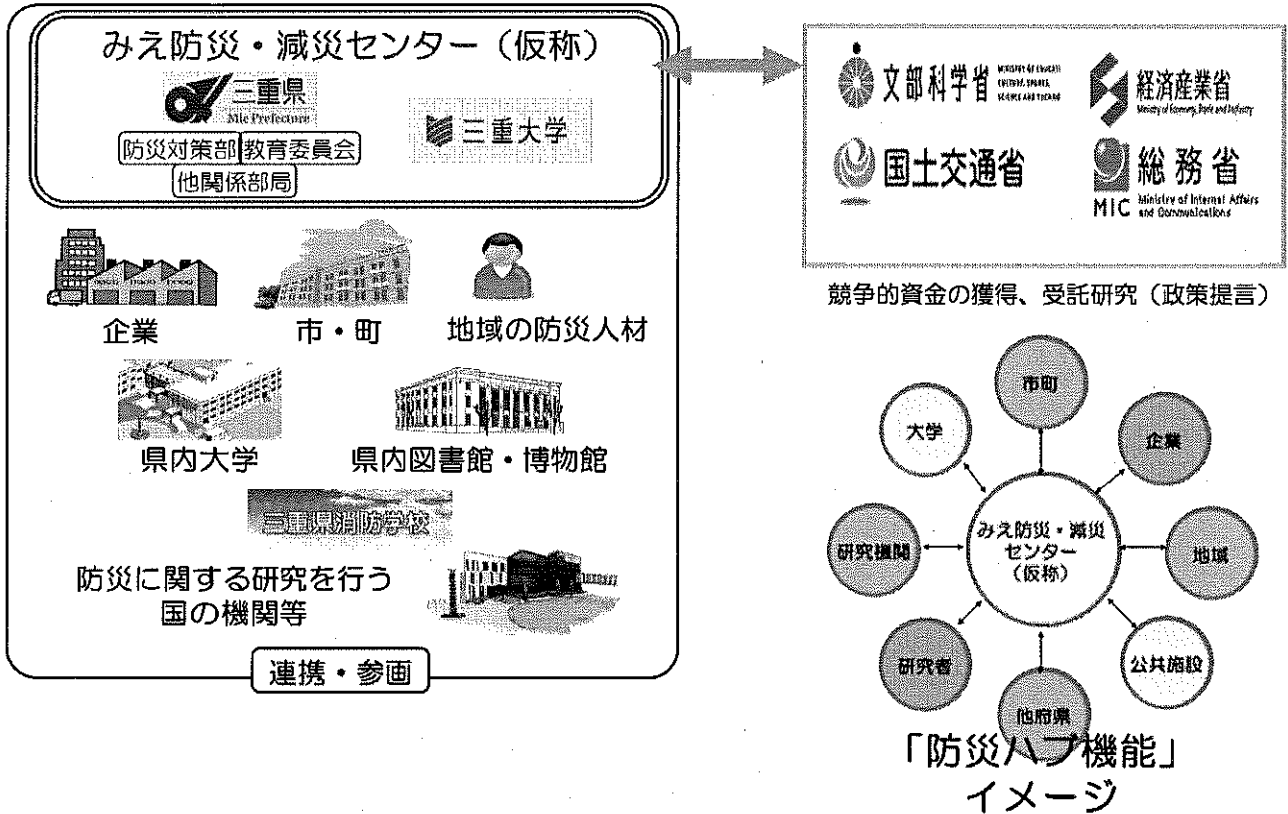 みえ防災・減災センター（仮称）
三重県
Mie Prefecture
三重大学
防災対策部
教育委員会
他関係部局
企業
市・町
地域の防災人材
県内大学
県内図書館・博物館
三重県消防学校
防災に関する研究を行う
国の機関等
連携・参画
文部科学省
経済産業省
Ministry of Economy, Trade and Industry
国土交通省
総務省
MIC
Ministry of Internal Affairs
and Communications
競争的資金の獲得、受託研究（政策提言）
市町
大学
企業
みえ防災・減災
センター
（仮称）
研究機関
地域
研究者
公共施設
他府県
「防災ハブ機能」
イメージ